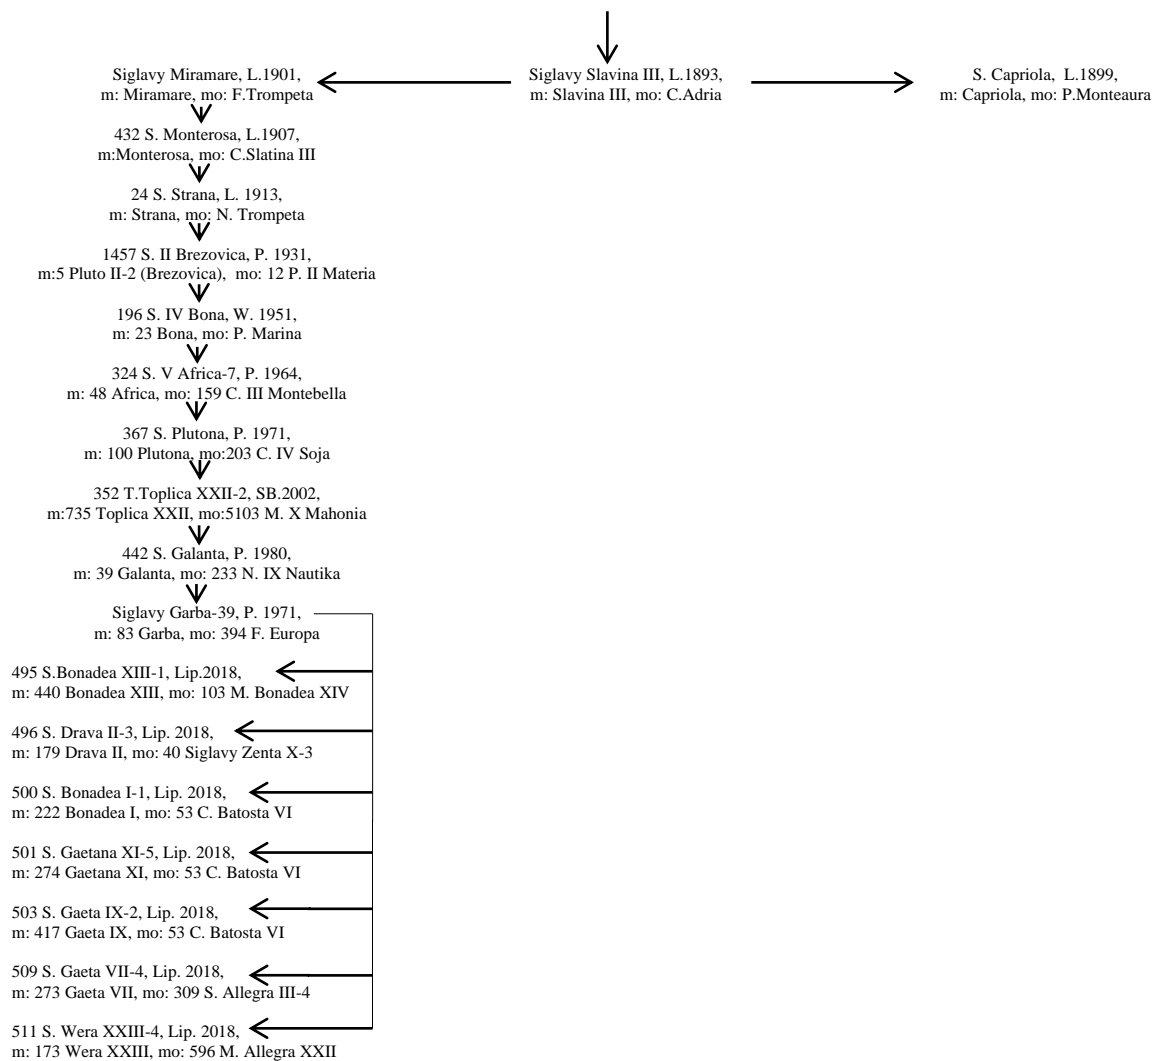 Siglavy Miramare, L.1901,
m: Miramare, mo: F.Trompeta
Siglavy Slavina III, L.1893,
m: Slavina III, mo: C.Adria
S. Capriola, L.1899,
m: Capriola, mo: P.Monteaura
432 S. Monterosa, L.1907,
m:Monterosa, mo: C.Slatina III
24 S. Strana, L. 1913,
m: Strana, mo: N. Trompeta
1457 S. II Brezovica, P. 1931,
m:5 Pluto II-2 (Brezovica), mo: 12 P. II Materia
196 S. IV Bona, W. 1951,
m: 23 Bona, mo: P. Marina
324 S. V Africa-7, P. 1964,
m: 48 Africa, mo: 159 C. III Montebella
367 S. Plutona, P. 1971,
m: 100 Plutona, mo:203 C. IV Soja
352 T.Toplica XXII-2, SB.2002,
m:735 Toplica XXII, mo:5103 M. X Mahonia
442 S. Galanta, P. 1980,
m: 39 Galanta, mo: 233 N. IX Nautika
Siglavy Garba-39, P. 1971,
m: 83 Garba, mo: 394 F. Europa
495 S.Bonadea XIII-1, Lip.2018,
m: 440 Bonadea XIII, mo: 103 M. Bonadea XIV
496 S. Drava II-3, Lip. 2018,
m: 179 Drava II, mo: 40 Siglavy Zenta X-3
500 S. Bonadea I-1, Lip. 2018,
m: 222 Bonadea I, mo: 53 C. Batosta VI
501 S. Gaetana XI-5, Lip. 2018,
m: 274 Gaetana XI, mo: 53 C. Batosta VI
503 S. Gaeta IX-2, Lip. 2018,
m: 417 Gaeta IX, mo: 53 C. Batosta VI
509 S. Gaeta VII-4, Lip. 2018,
m: 273 Gaeta VII, mo: 309 S. Allegra III-4
511 S. Wera XXIII-4, Lip. 2018,
m: 173 Wera XXIII, mo: 596 M. Allegra XXII